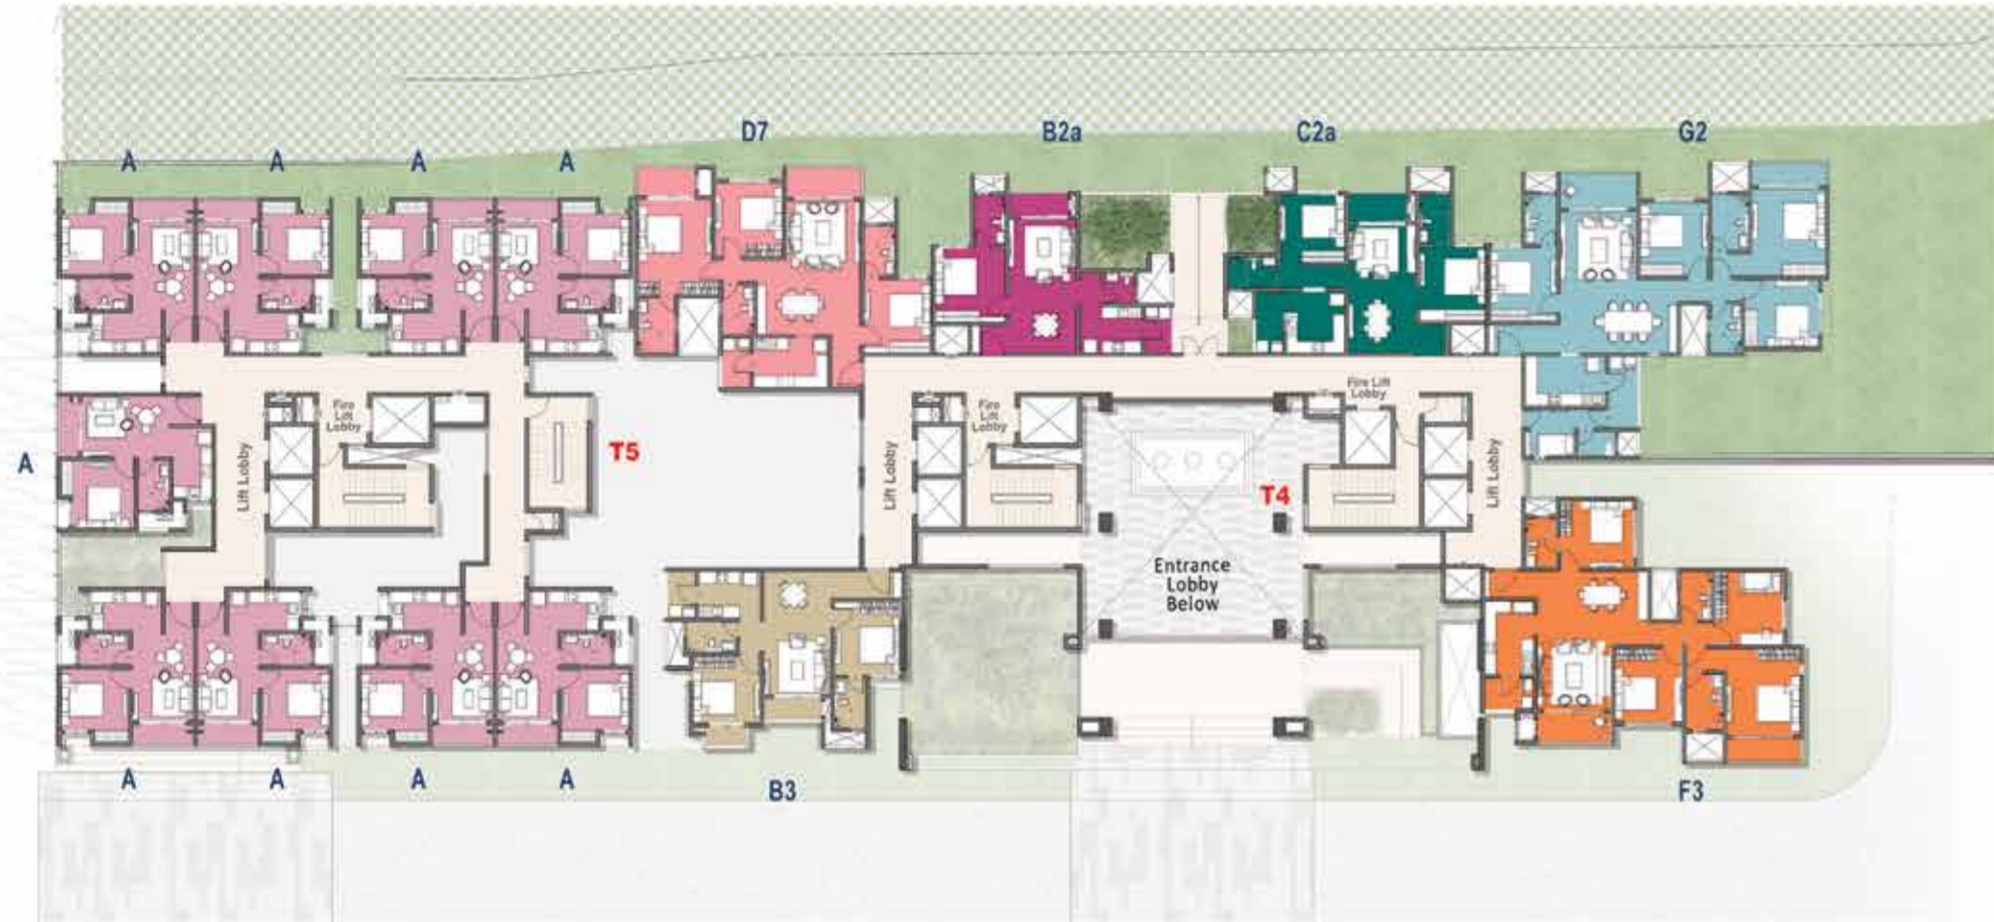 D7
B2a
C2a
G2
A
A
A
A
Fire
Lift
Lobby
Fire
Lift
Lobby
Fire Lift
Lobby
A
Lift Lobby
T5
Lift Lobby
T4
Lift Lobby
Entrance
Lobby
Below
A
A
A
A
B3
F3